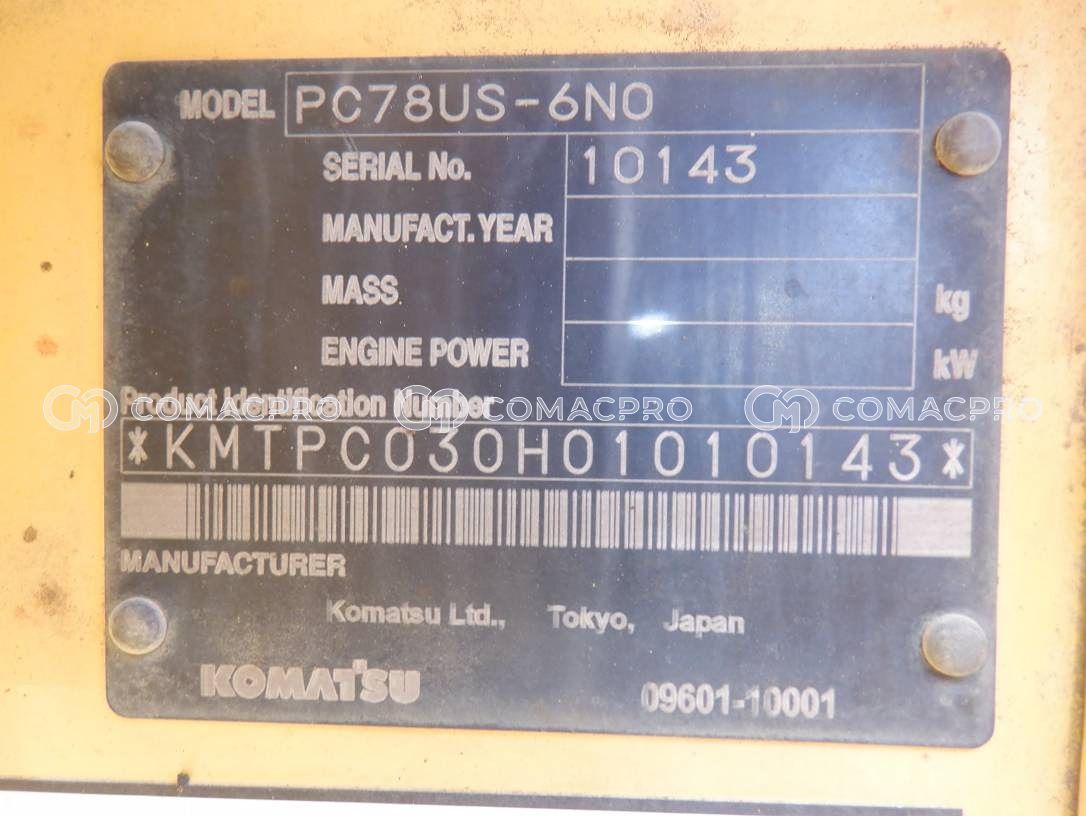 MODEL PC78US-6N0
SERIAL No. 10143
MANUFACT. YEAR
MASS kg
ENGINE POWER kW
Product Identification Number
COMACPRO COMACPRO COMACPRO
*KMTPC030H01010143*
MANUFACTURER
Komatsu Ltd., Tokyo, Japan
KOMATSU 09601-10001